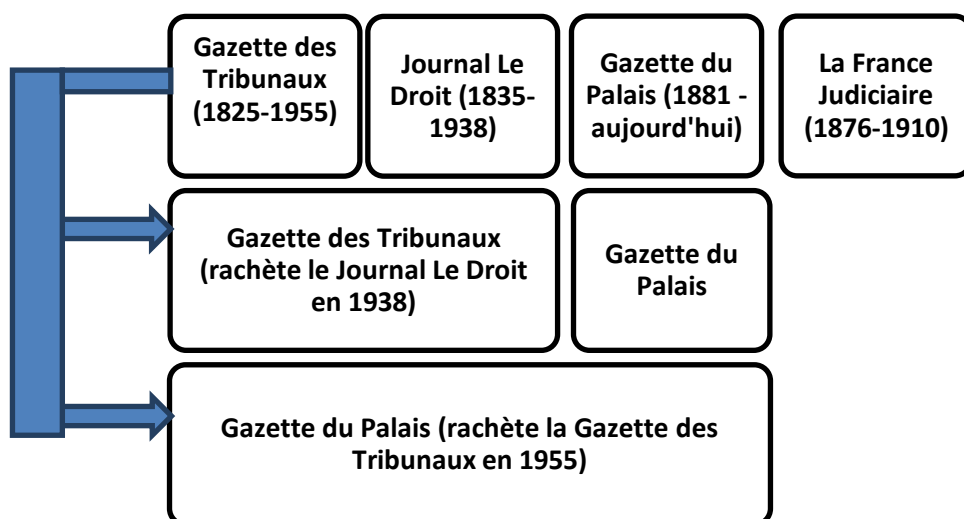 Gazette des
Tribunaux
(1825-1955)
Journal Le
Droit (1835-
1938)
Gazette du
Palais (1881 -
aujourd'hui)
La France
Judiciaire
(1876-1910)
Gazette des Tribunaux
(rachète le Journal Le Droit
en 1938)
Gazette du
Palais
Gazette du Palais (rachète la Gazette des
Tribunaux en 1955)